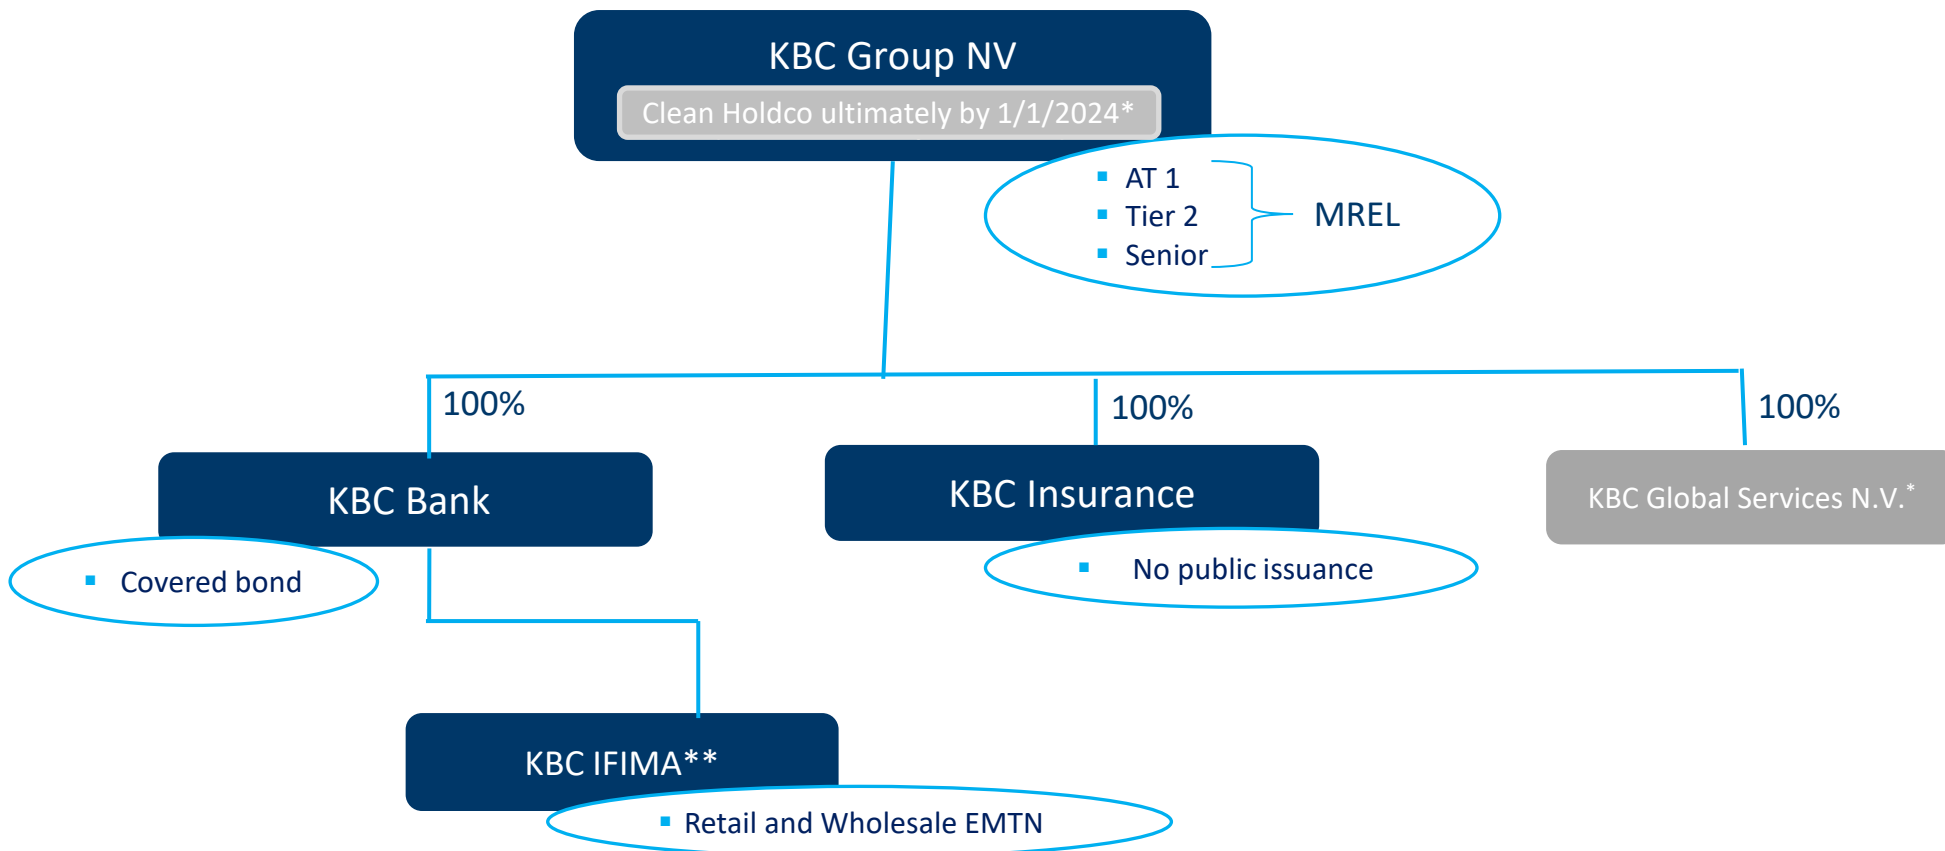 KBC Group NV
Clean Holdco ultimately by 1/1/2024*
▪ AT 1
▪ Tier 2
▪ Senior
MREL
100%
100%
100%
KBC Bank
KBC Insurance
KBC Global Services N.V.*
▪ Covered bond
▪ No public issuance
KBC IFIMA**
▪ Retail and Wholesale EMTN